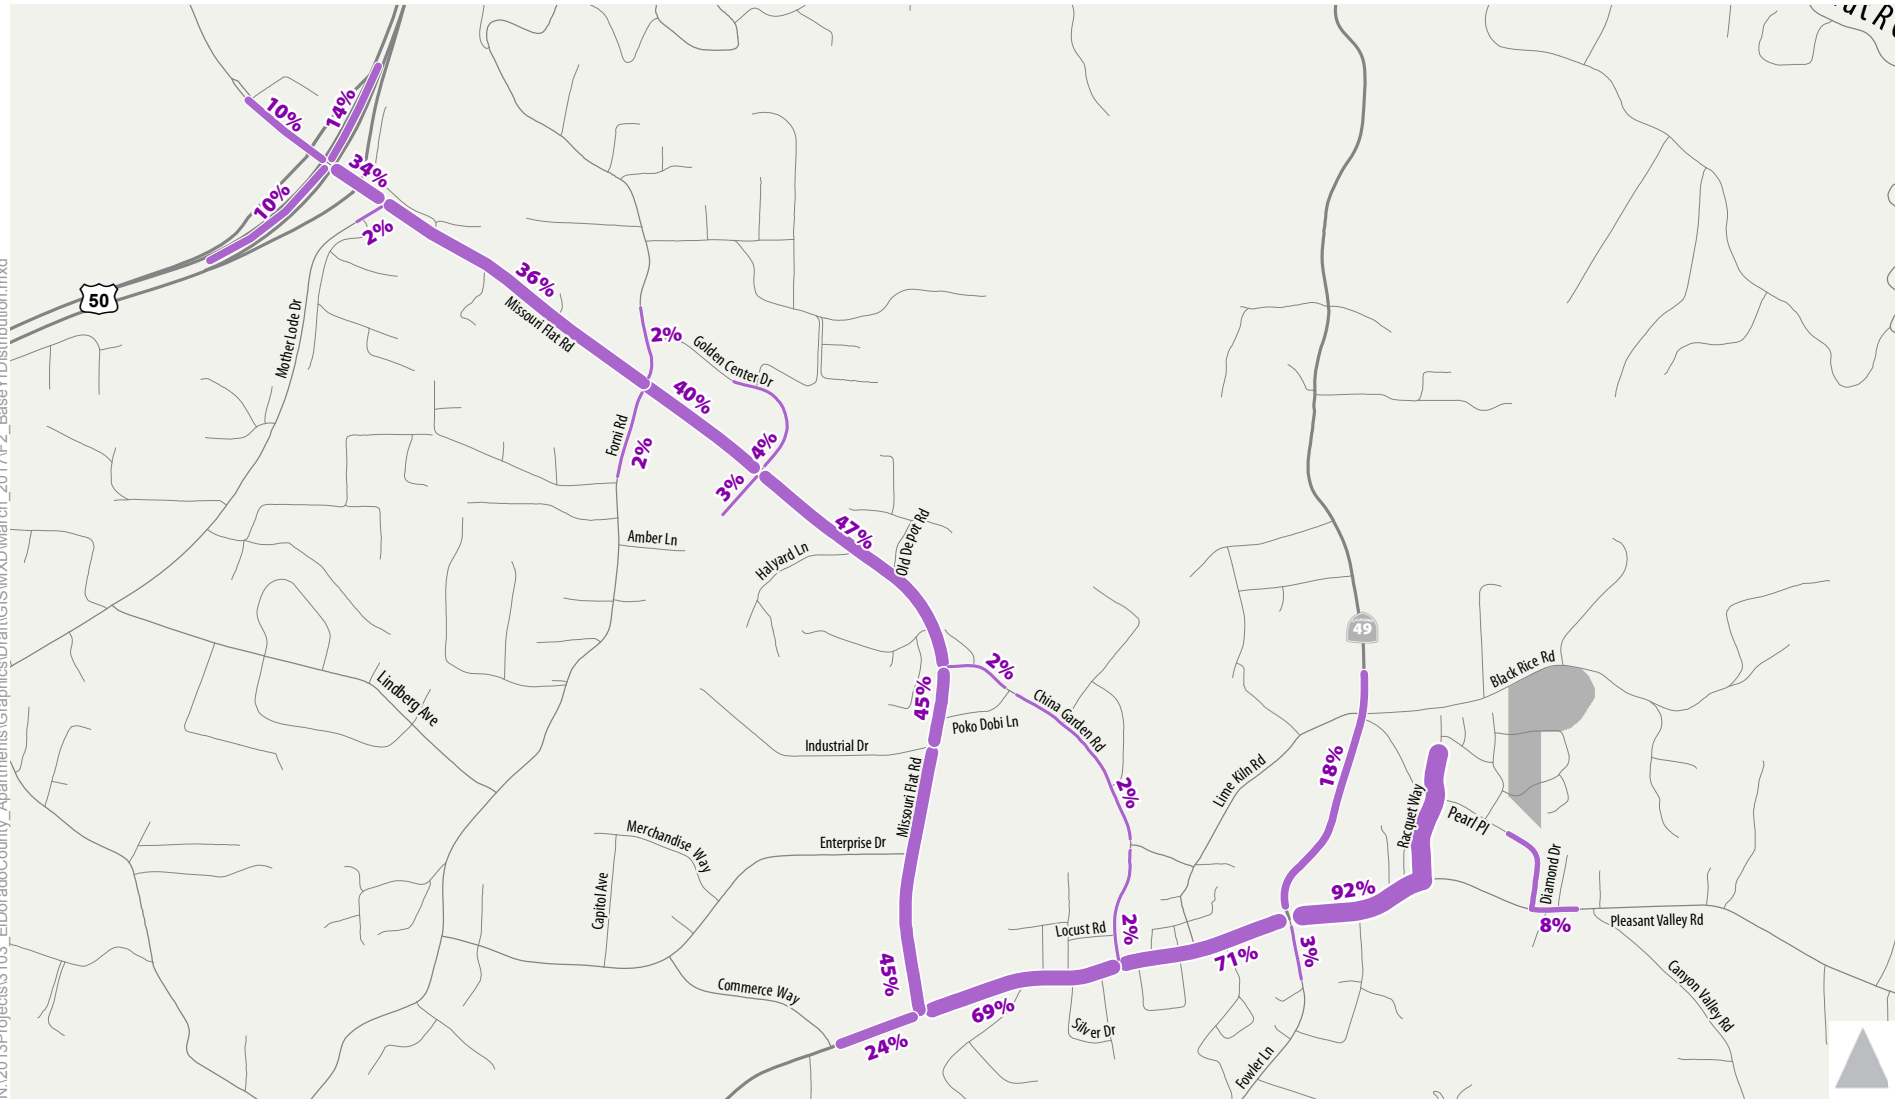 10%
14%
34%
10%
2%
50
36%
Missouri Flat Rd
Mother Lode Dr
2%
Golden Center Dr
40%
Forni Rd
2%
4%
3%
47%
Old Depot Rd
Amber Ln
Halyard Ln
49
2%
Black Rice Rd
Lindberg Ave
45%
China Garden Rd
Poko Dobi Ln
Industrial Dr
18%
Lime Kiln Rd
2%
Missouri Flat Rd
Racquet Way
Pearl Pl
Merchandise Way
Enterprise Dr
Diamond Dr
Capitol Ave
92%
Pleasant Valley Rd
8%
Locust Rd
2%
3%
71%
45%
Commerce Way
69%
Canyon Valley Rd
Silver Dr
24%
Fowler Ln